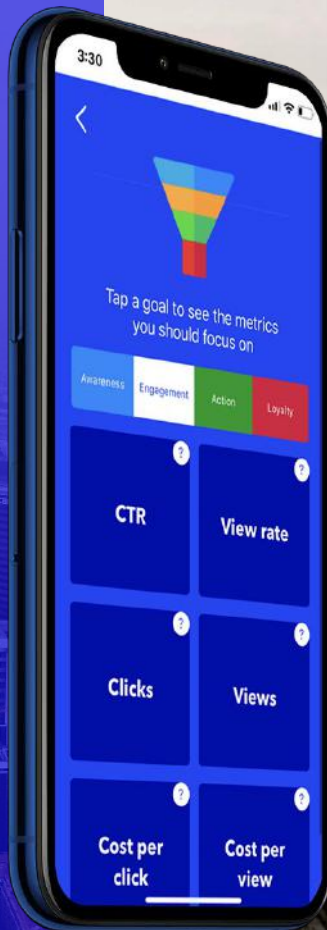 3:30
Tap a goal to see the metrics
you should focus on
Awareness
Engagement
Action
Loyalty
?
?
CTR
View rate
?
?
Clicks
Views
?
?
Cost per
click
Cost per
view